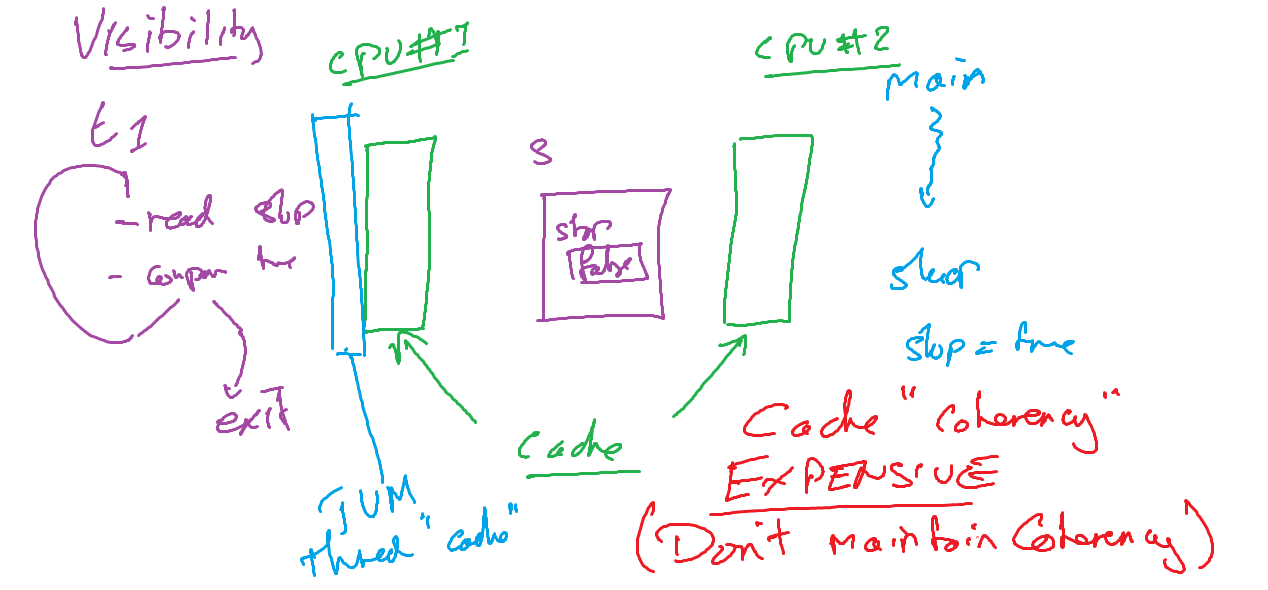 Visibility
CPU#1
CPU#2
main
t1
S
- read stop
- compar true
stop
false
sleep
stop = true
exit
Cache
Cache "Coherency"
EXPENSIVE
(Don't maintain Coherency)
JVM
thread "cache"